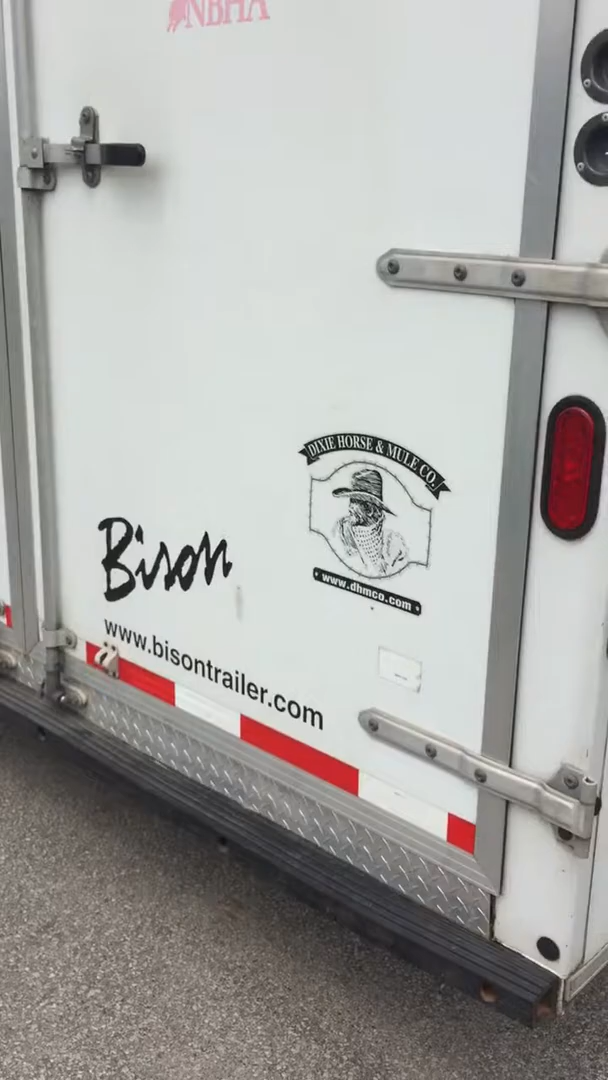 NBHA
DIXIE HORSE & MULE CO.
Bison
• www.dhmco.com •
www.bisontrailer.com